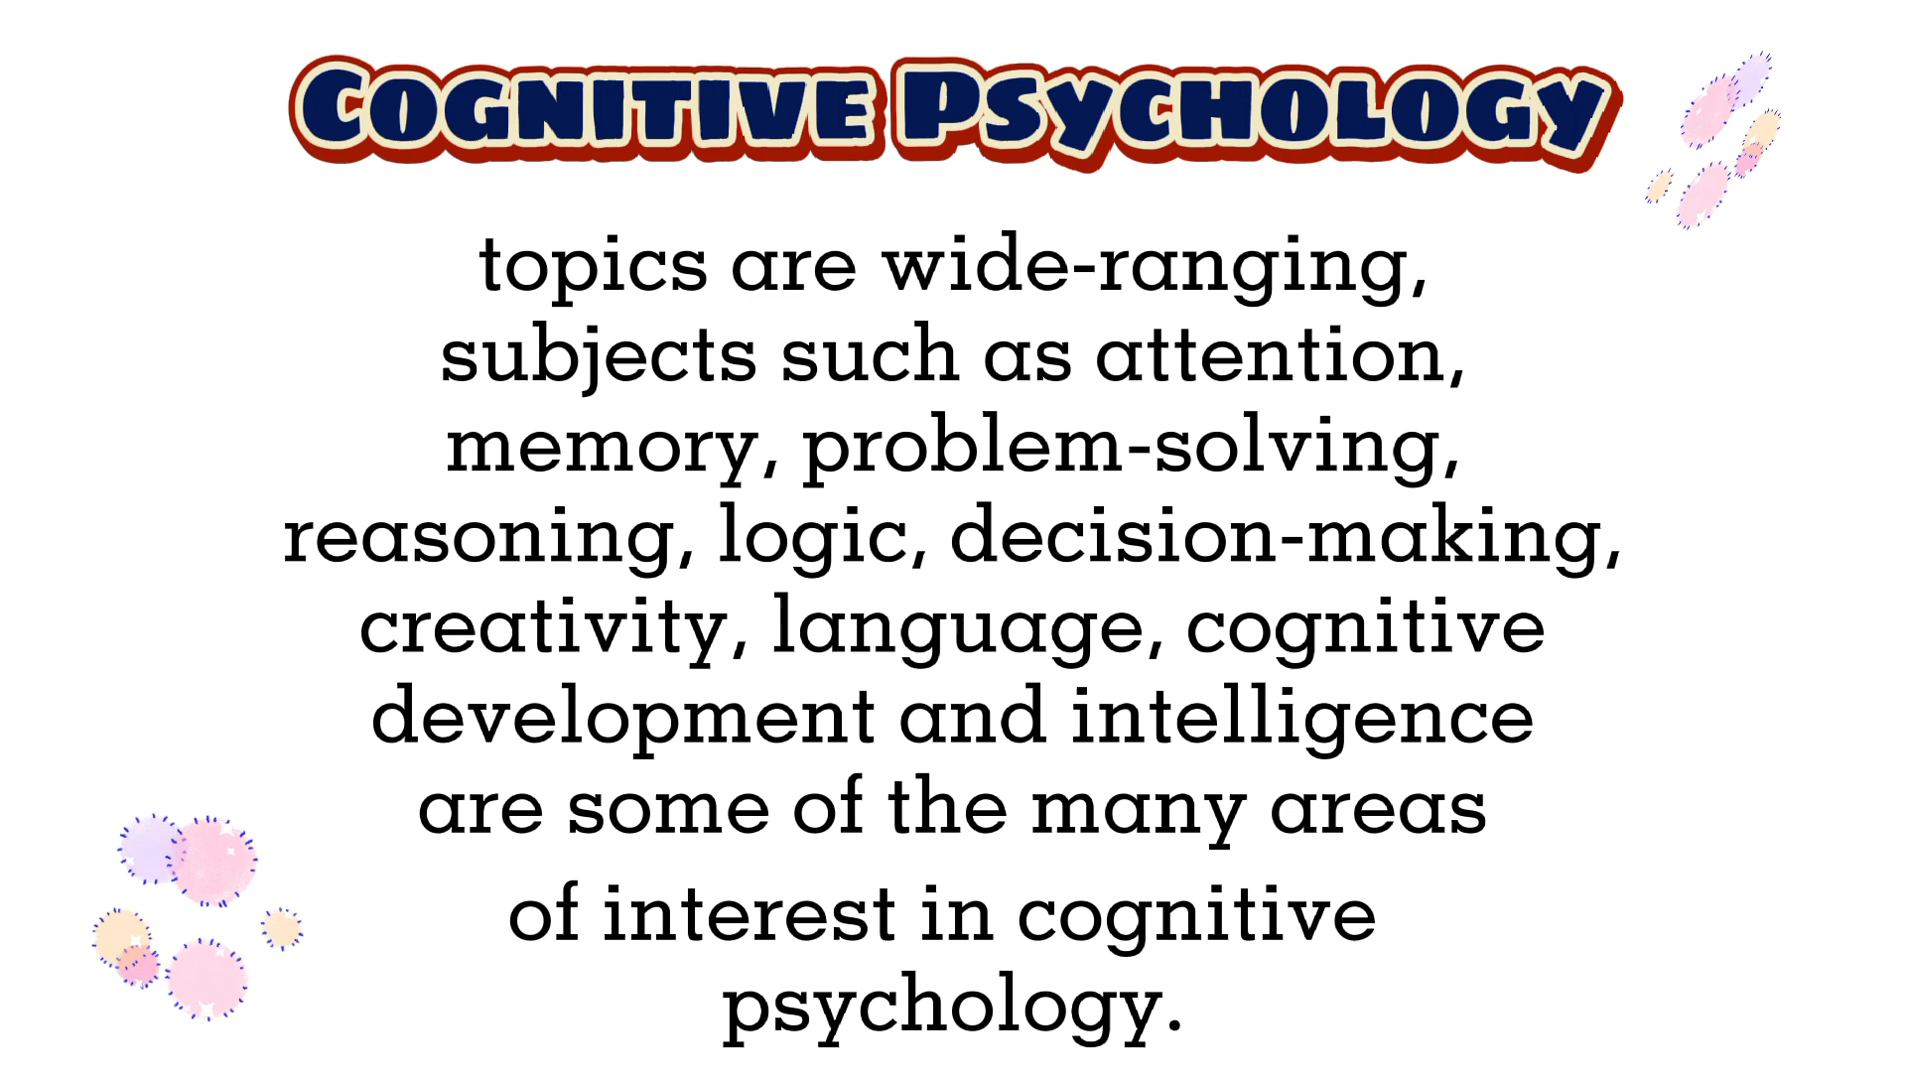 COGNITIVE PSYCHOLOGY
topics are wide-ranging,
subjects such as attention,
memory, problem-solving,
reasoning, logic, decision-making,
creativity, language, cognitive
development and intelligence
are some of the many areas
of interest in cognitive
psychology.